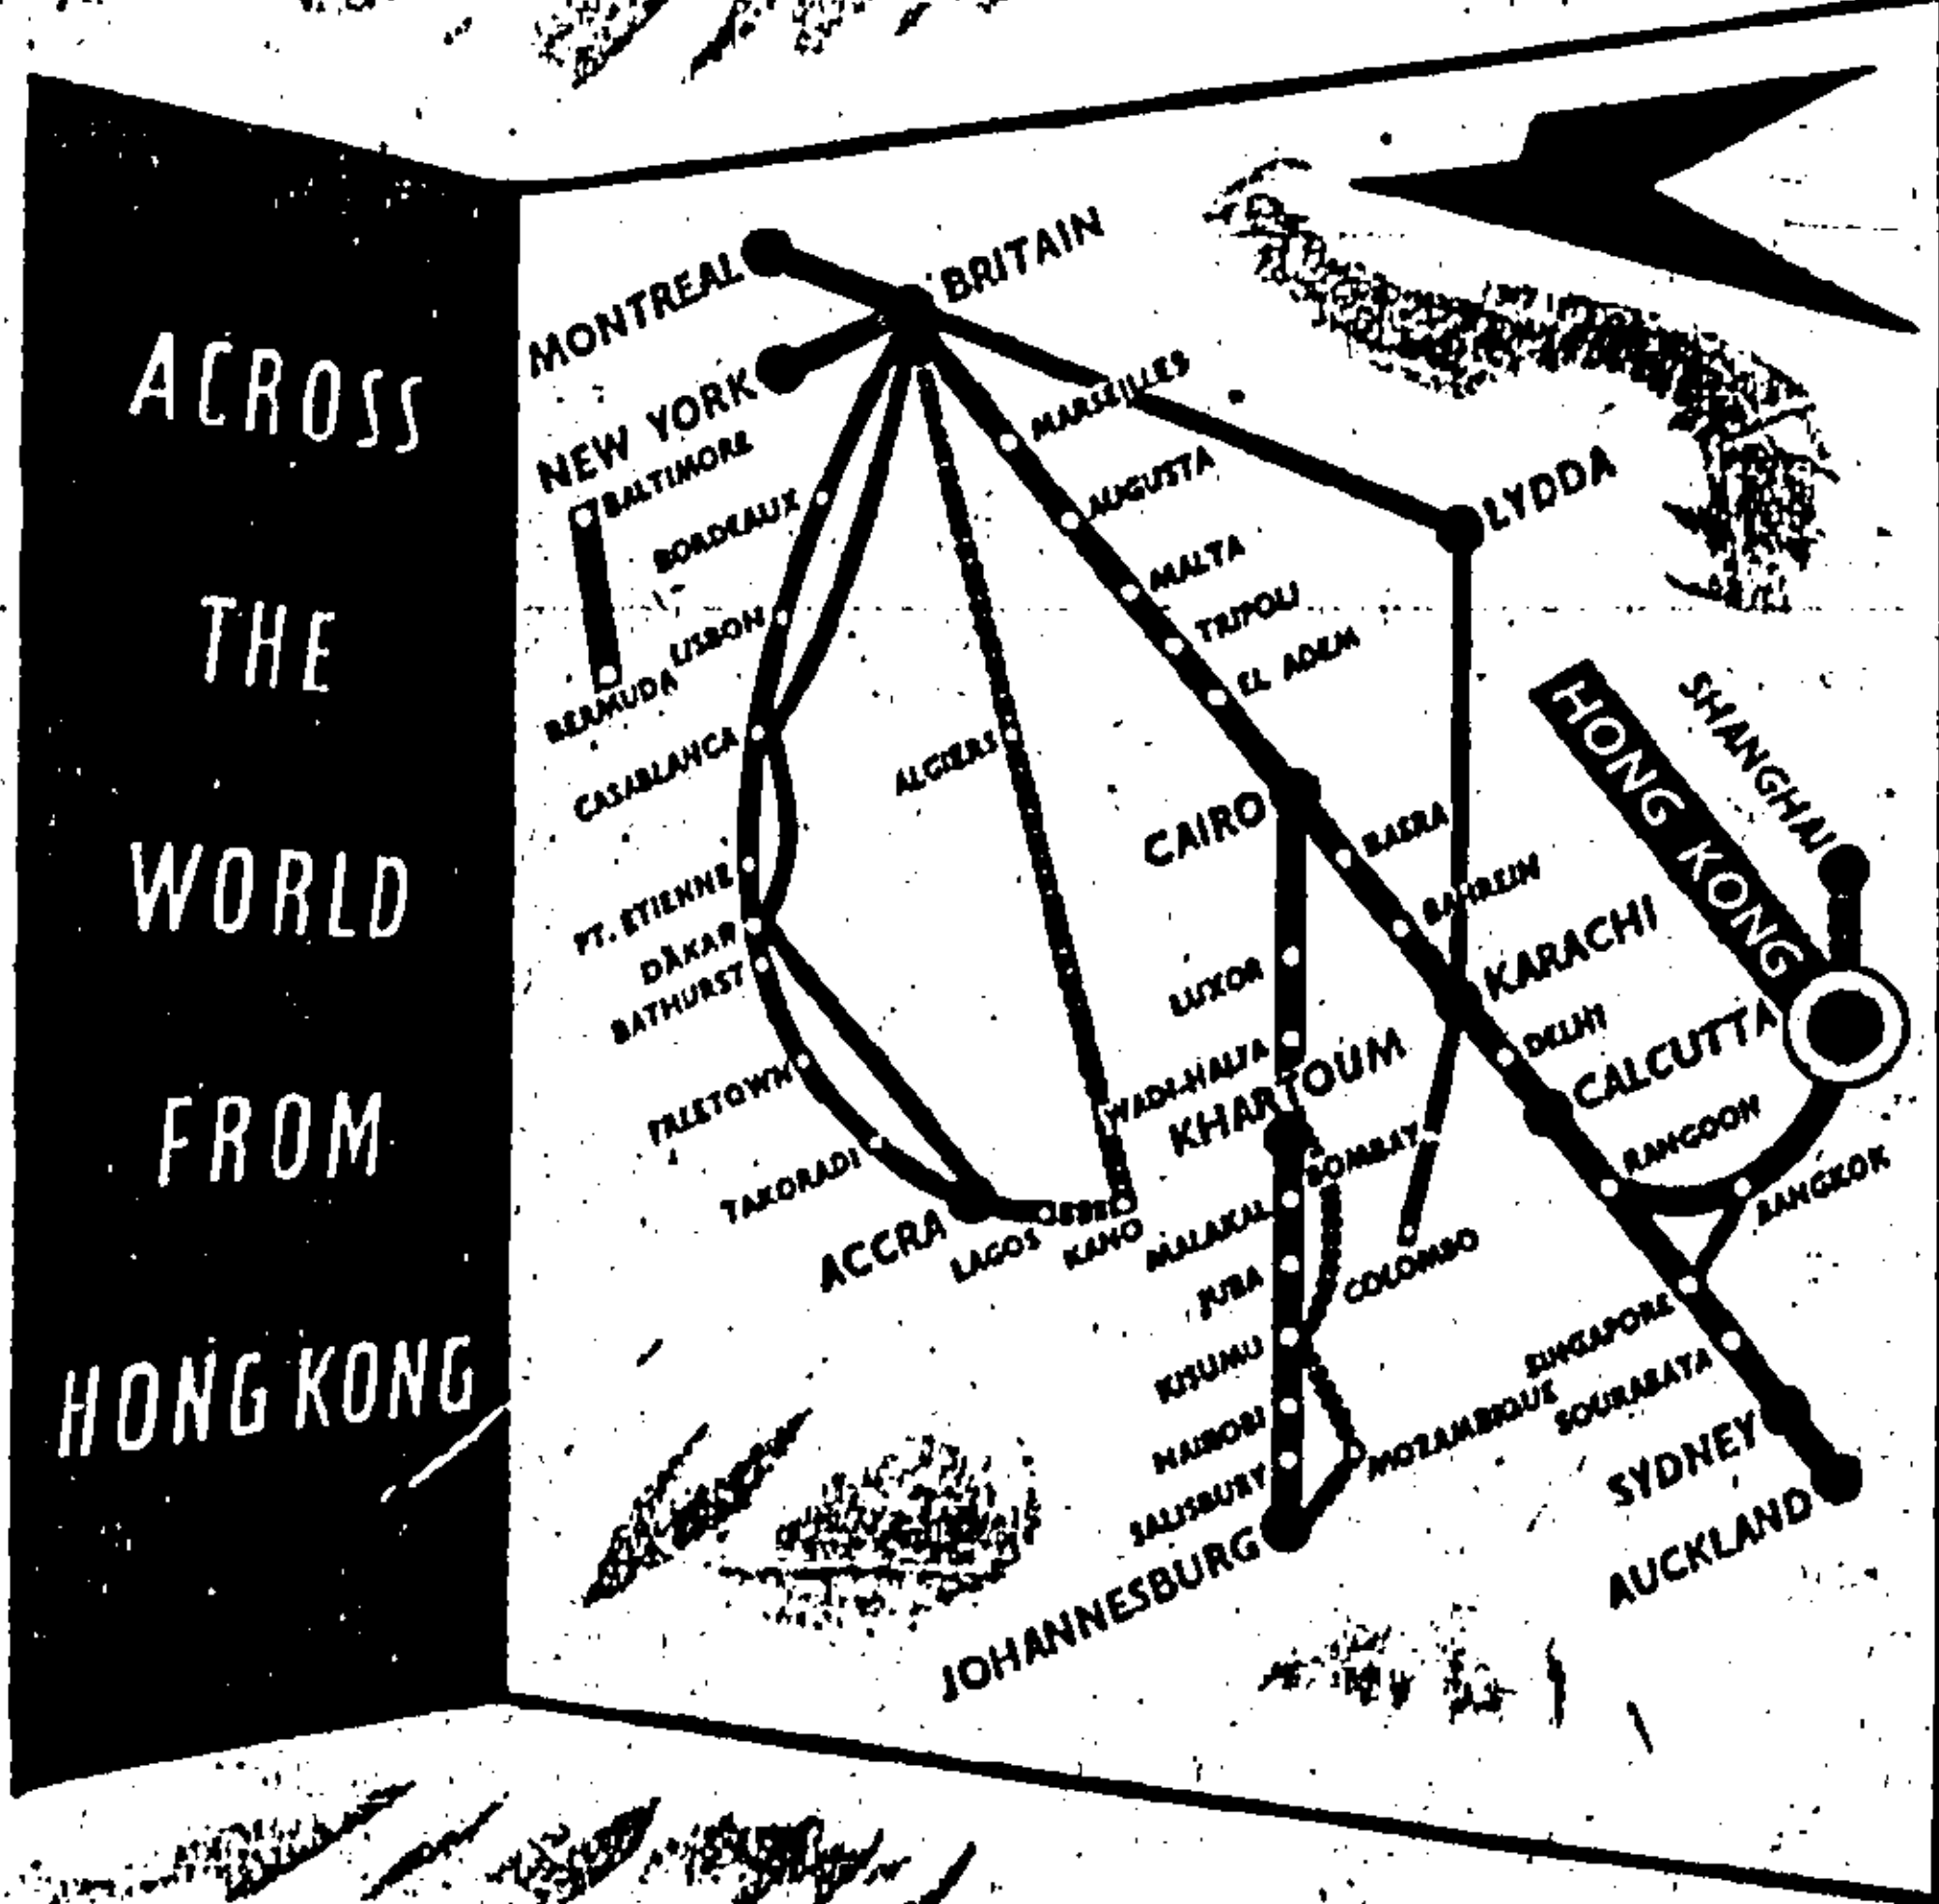 ACROSS
THE
WORLD
FROM
HONG KONG
MONTREAL
BRITAIN
NEW YORK
BALTIMORE
MARSEILLES
BORDEAUX
AUGUSTA
LYDDA
MALTA
TRIPOLI
LISBON
EL ADEM
BERMUDA
HONG KONG
SHANGHAI
CASABLANCA
ALGIERS
CAIRO
BASRA
BAHREIN
PT. ETIENNE
KARACHI
DAKAR
LUXOR
BATHURST
DELHI
CALCUTTA
WADI-HALFA
KHARTOUM
FREETOWN
RANGOON
BOMBAY
BANGKOK
TAKORADI
ACCRA
LAGOS
KANO
MALAKAL
COLOMBO
JUBA
KISUMU
SINGAPORE
SOURABAYA
NAIROBI
MOZAMBIQUE
SALISBURY
SYDNEY
JOHANNESBURG
AUCKLAND